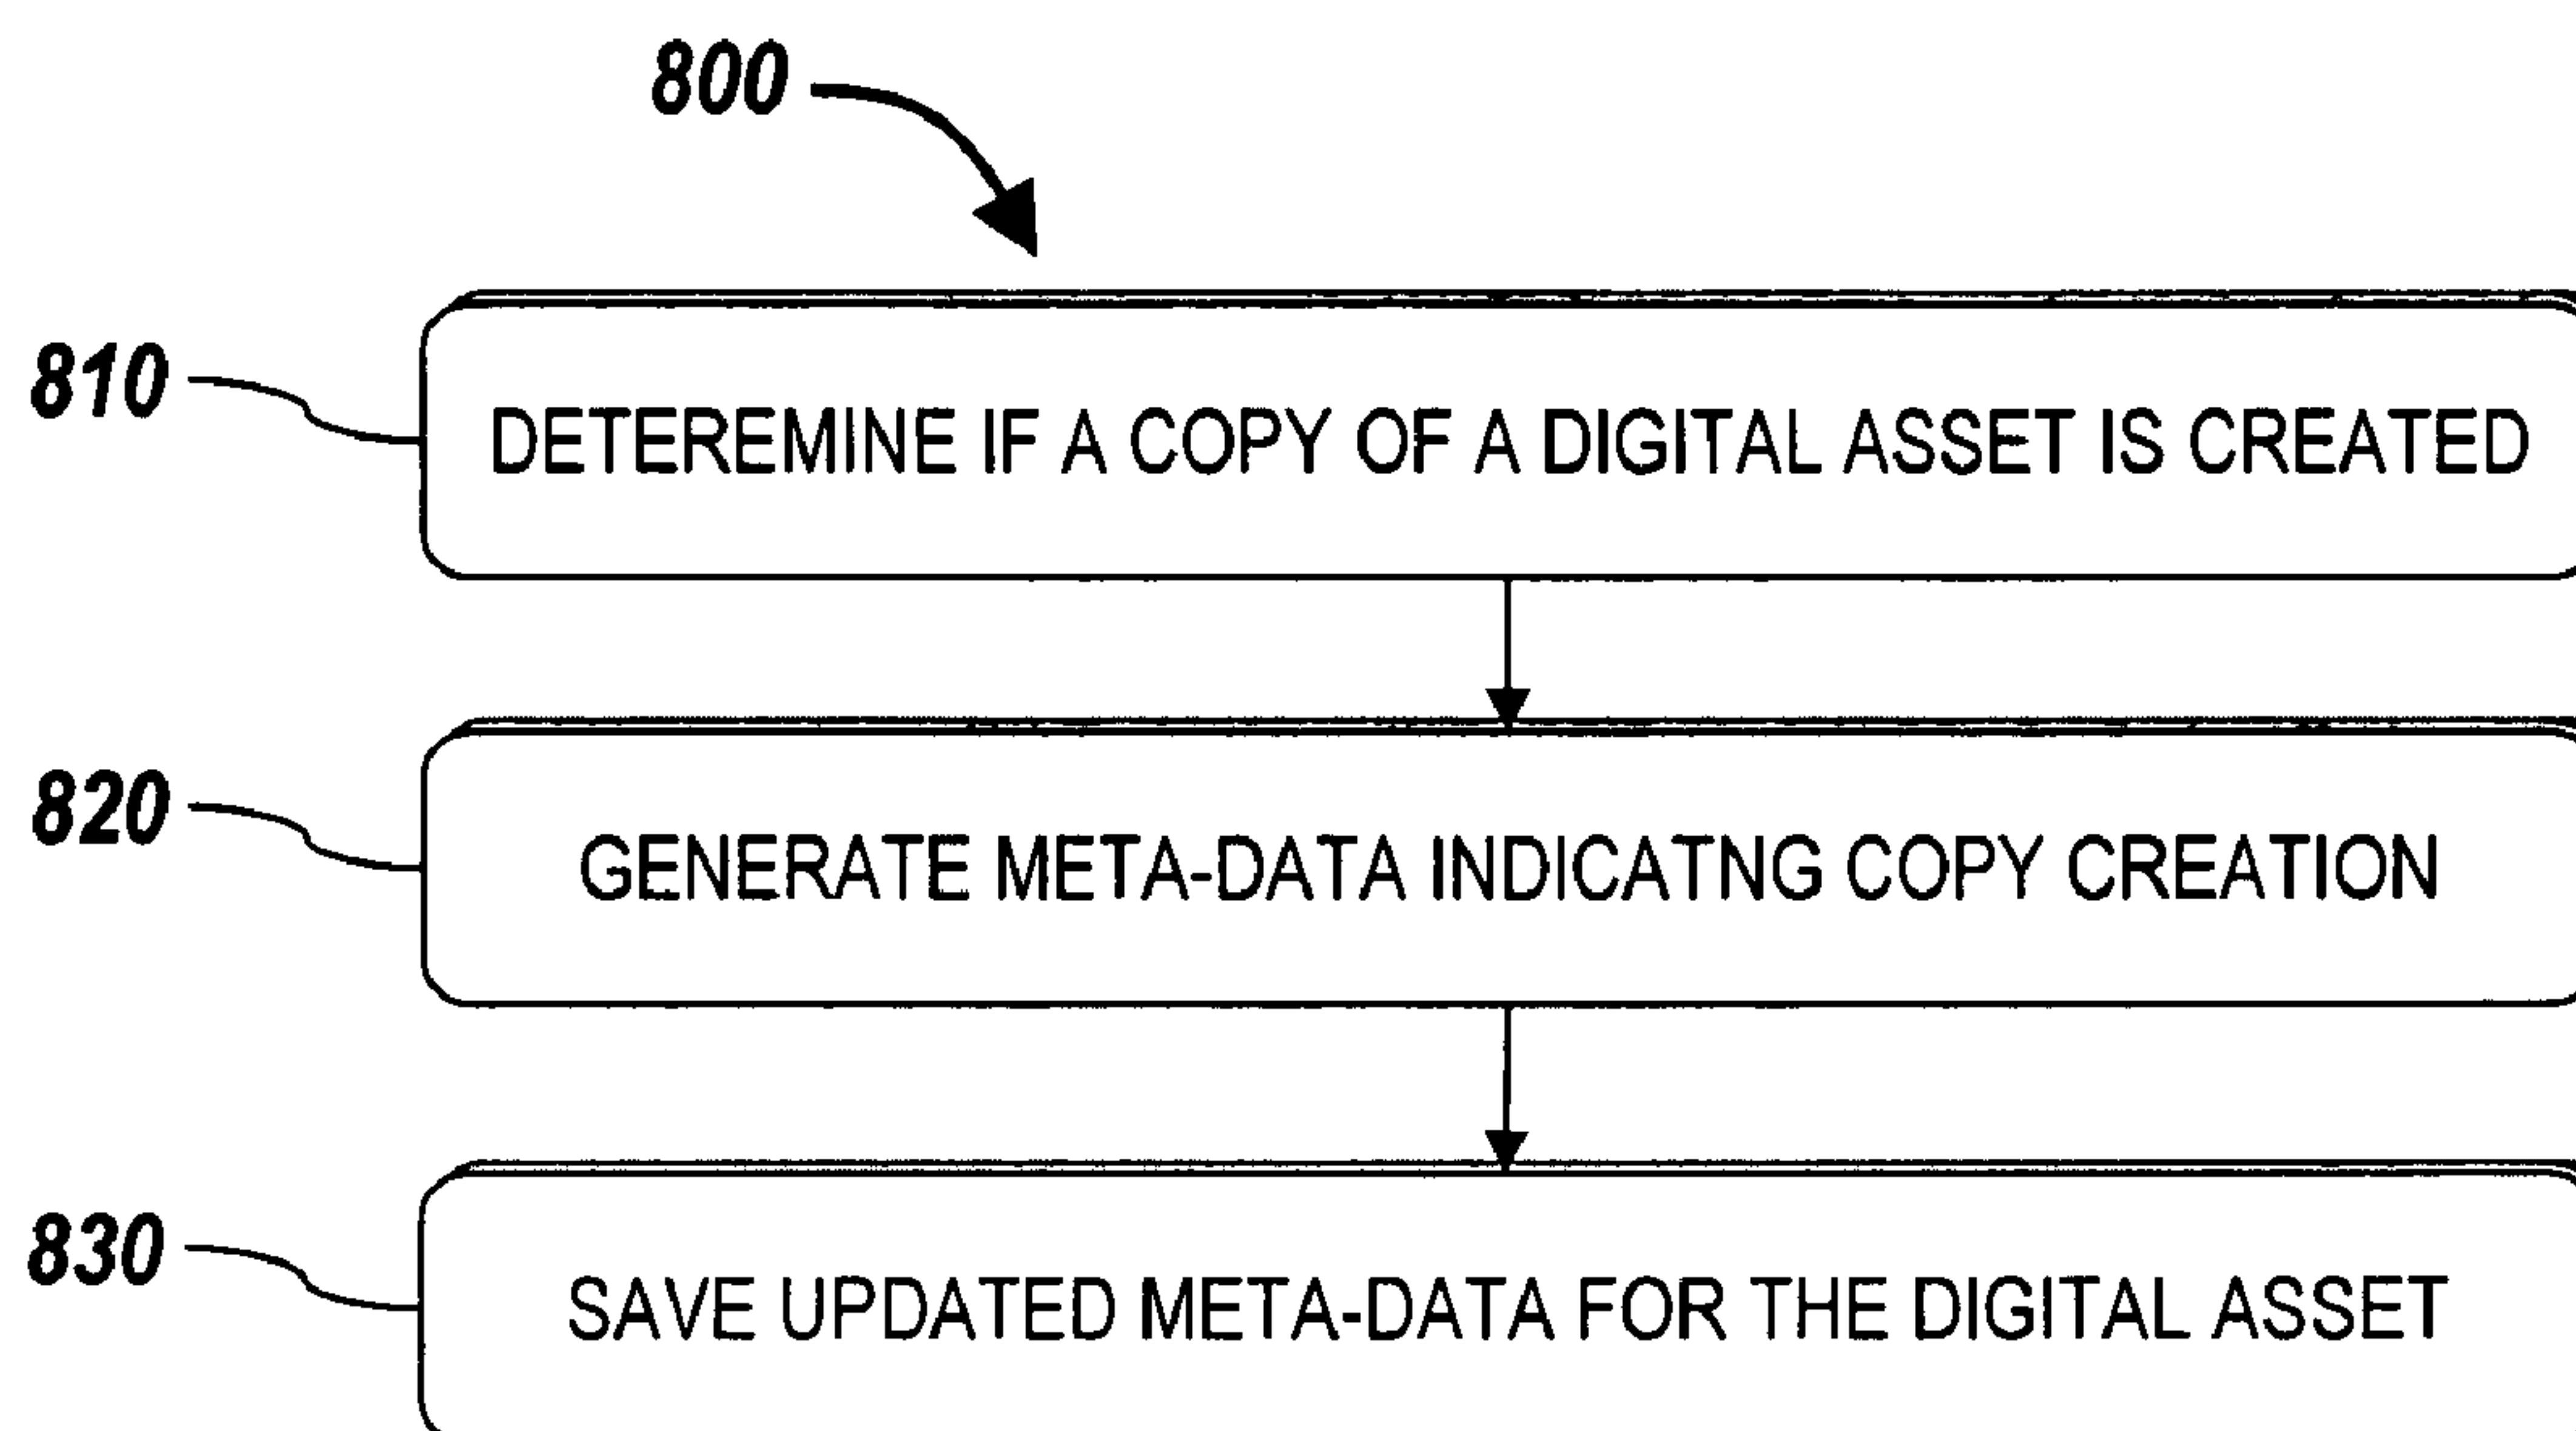 800
810
DETEREMINE IF A COPY OF A DIGITAL ASSET IS CREATED
820
GENERATE META-DATA INDICATNG COPY CREATION
830
SAVE UPDATED META-DATA FOR THE DIGITAL ASSET